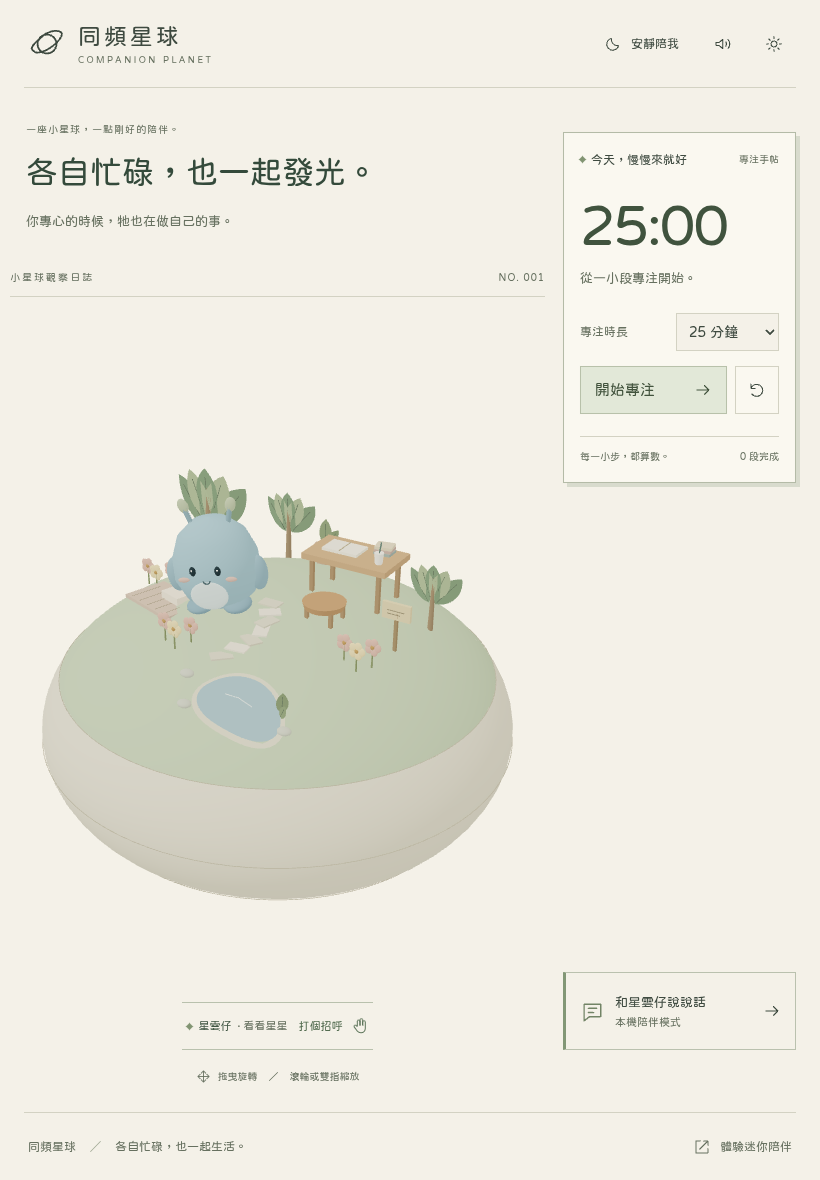 同頻星球
COMPANION PLANET
安靜陪我
一座小星球，一點剛好的陪伴。
各自忙碌，也一起發光。
你專心的時候，牠也在做自己的事。
小星球觀察日誌
NO. 001
今天，慢慢來就好
專注手帖
25:00
從一小段專注開始。
專注時長
25 分鐘
開始專注
每一小步，都算數。
0 段完成
星雲仔 · 看看星星
打個招呼
拖曳旋轉 ／ 滾輪或雙指縮放
和星雲仔說說話
本機陪伴模式
同頻星球 ／ 各自忙碌，也一起生活。
體驗迷你陪伴